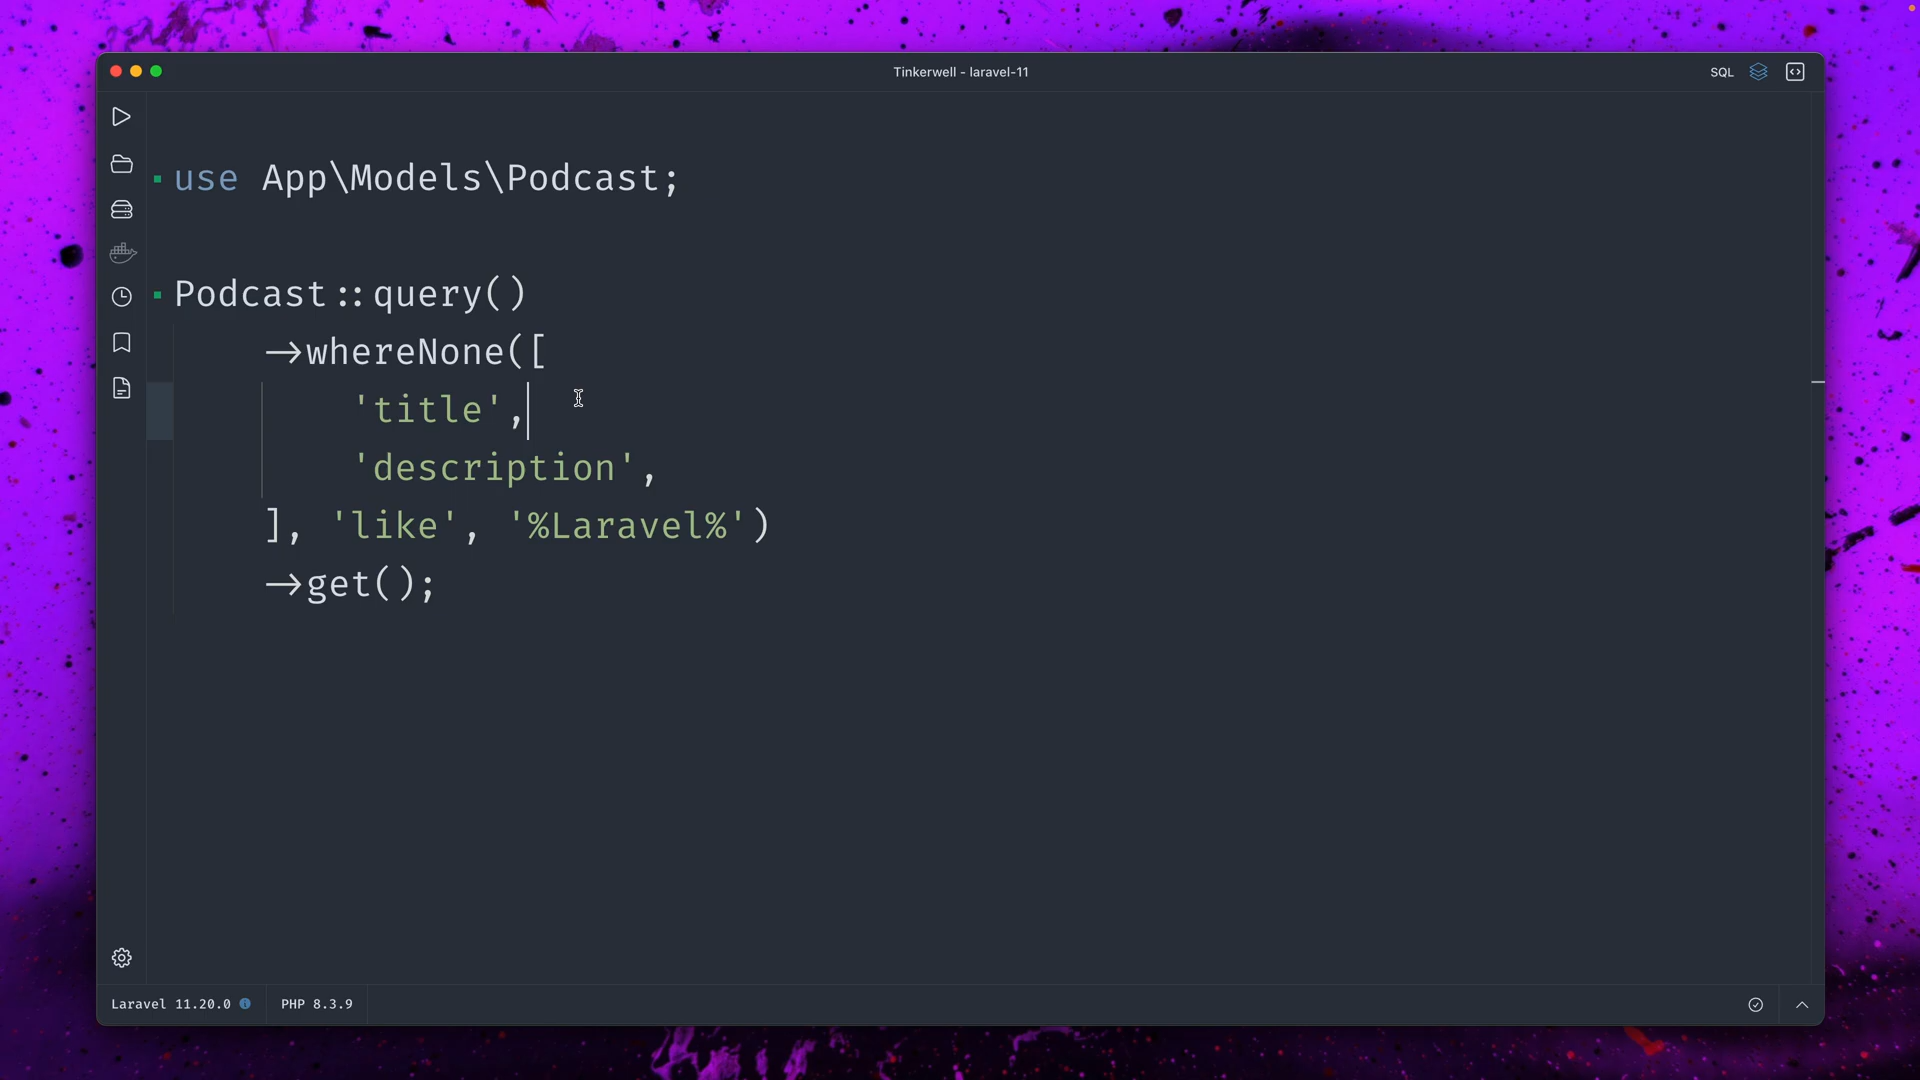 Tinkerwell - laravel-11
SQL
use App\Models\Podcast;
Podcast::query()
->whereNone([
'title',
'description',
], 'like', '%Laravel%')
->get();
Laravel 11.20.0
PHP 8.3.9